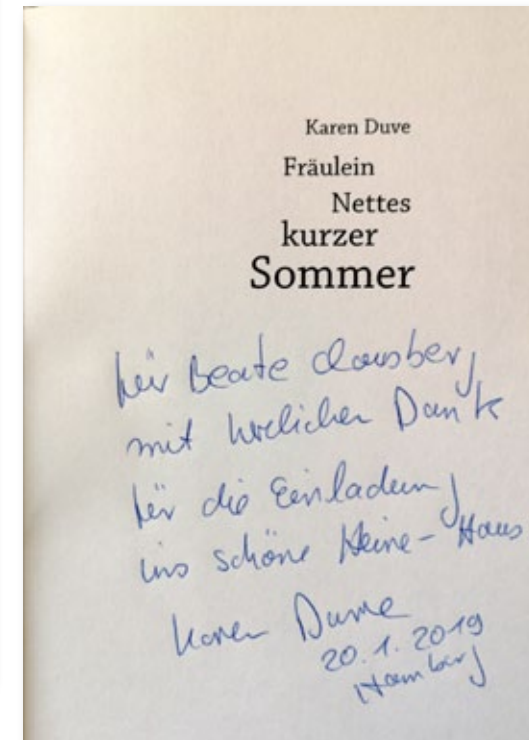 Karen Duve
Fräulein
Nettes
kurzer
Sommer
für Beate Clausberg
mit herzlichen Dank
für die Einladung
ins schöne Heine-Haus
Karen Duve
20.1.2019
Hamburg